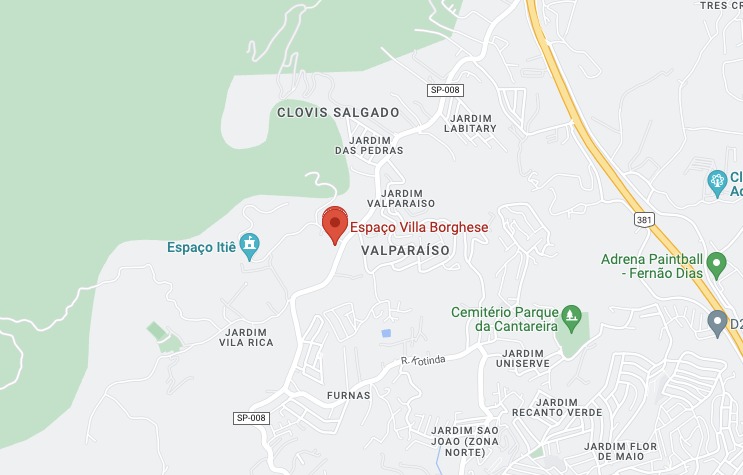 TRES CR
SP-008
CLOVIS SALGADO
JARDIM
LABITARY
JARDIM
DAS PEDRAS
Cl
Ad
JARDIM
VALPARAISO
381
Espaço Villa Borghese
Espaço Itiê
VALPARAÍSO
Adrena Paintball
- Fernão Dias
Cemitério Parque
da Cantareira
D2
JARDIM
VILA RICA
R. Kotinda
JARDIM
UNISERVE
FURNAS
JARDIM
RECANTO VERDE
SP-008
JARDIM SAO
JOAO (ZONA
NORTE)
JARDIM FLOR
DE MAIO